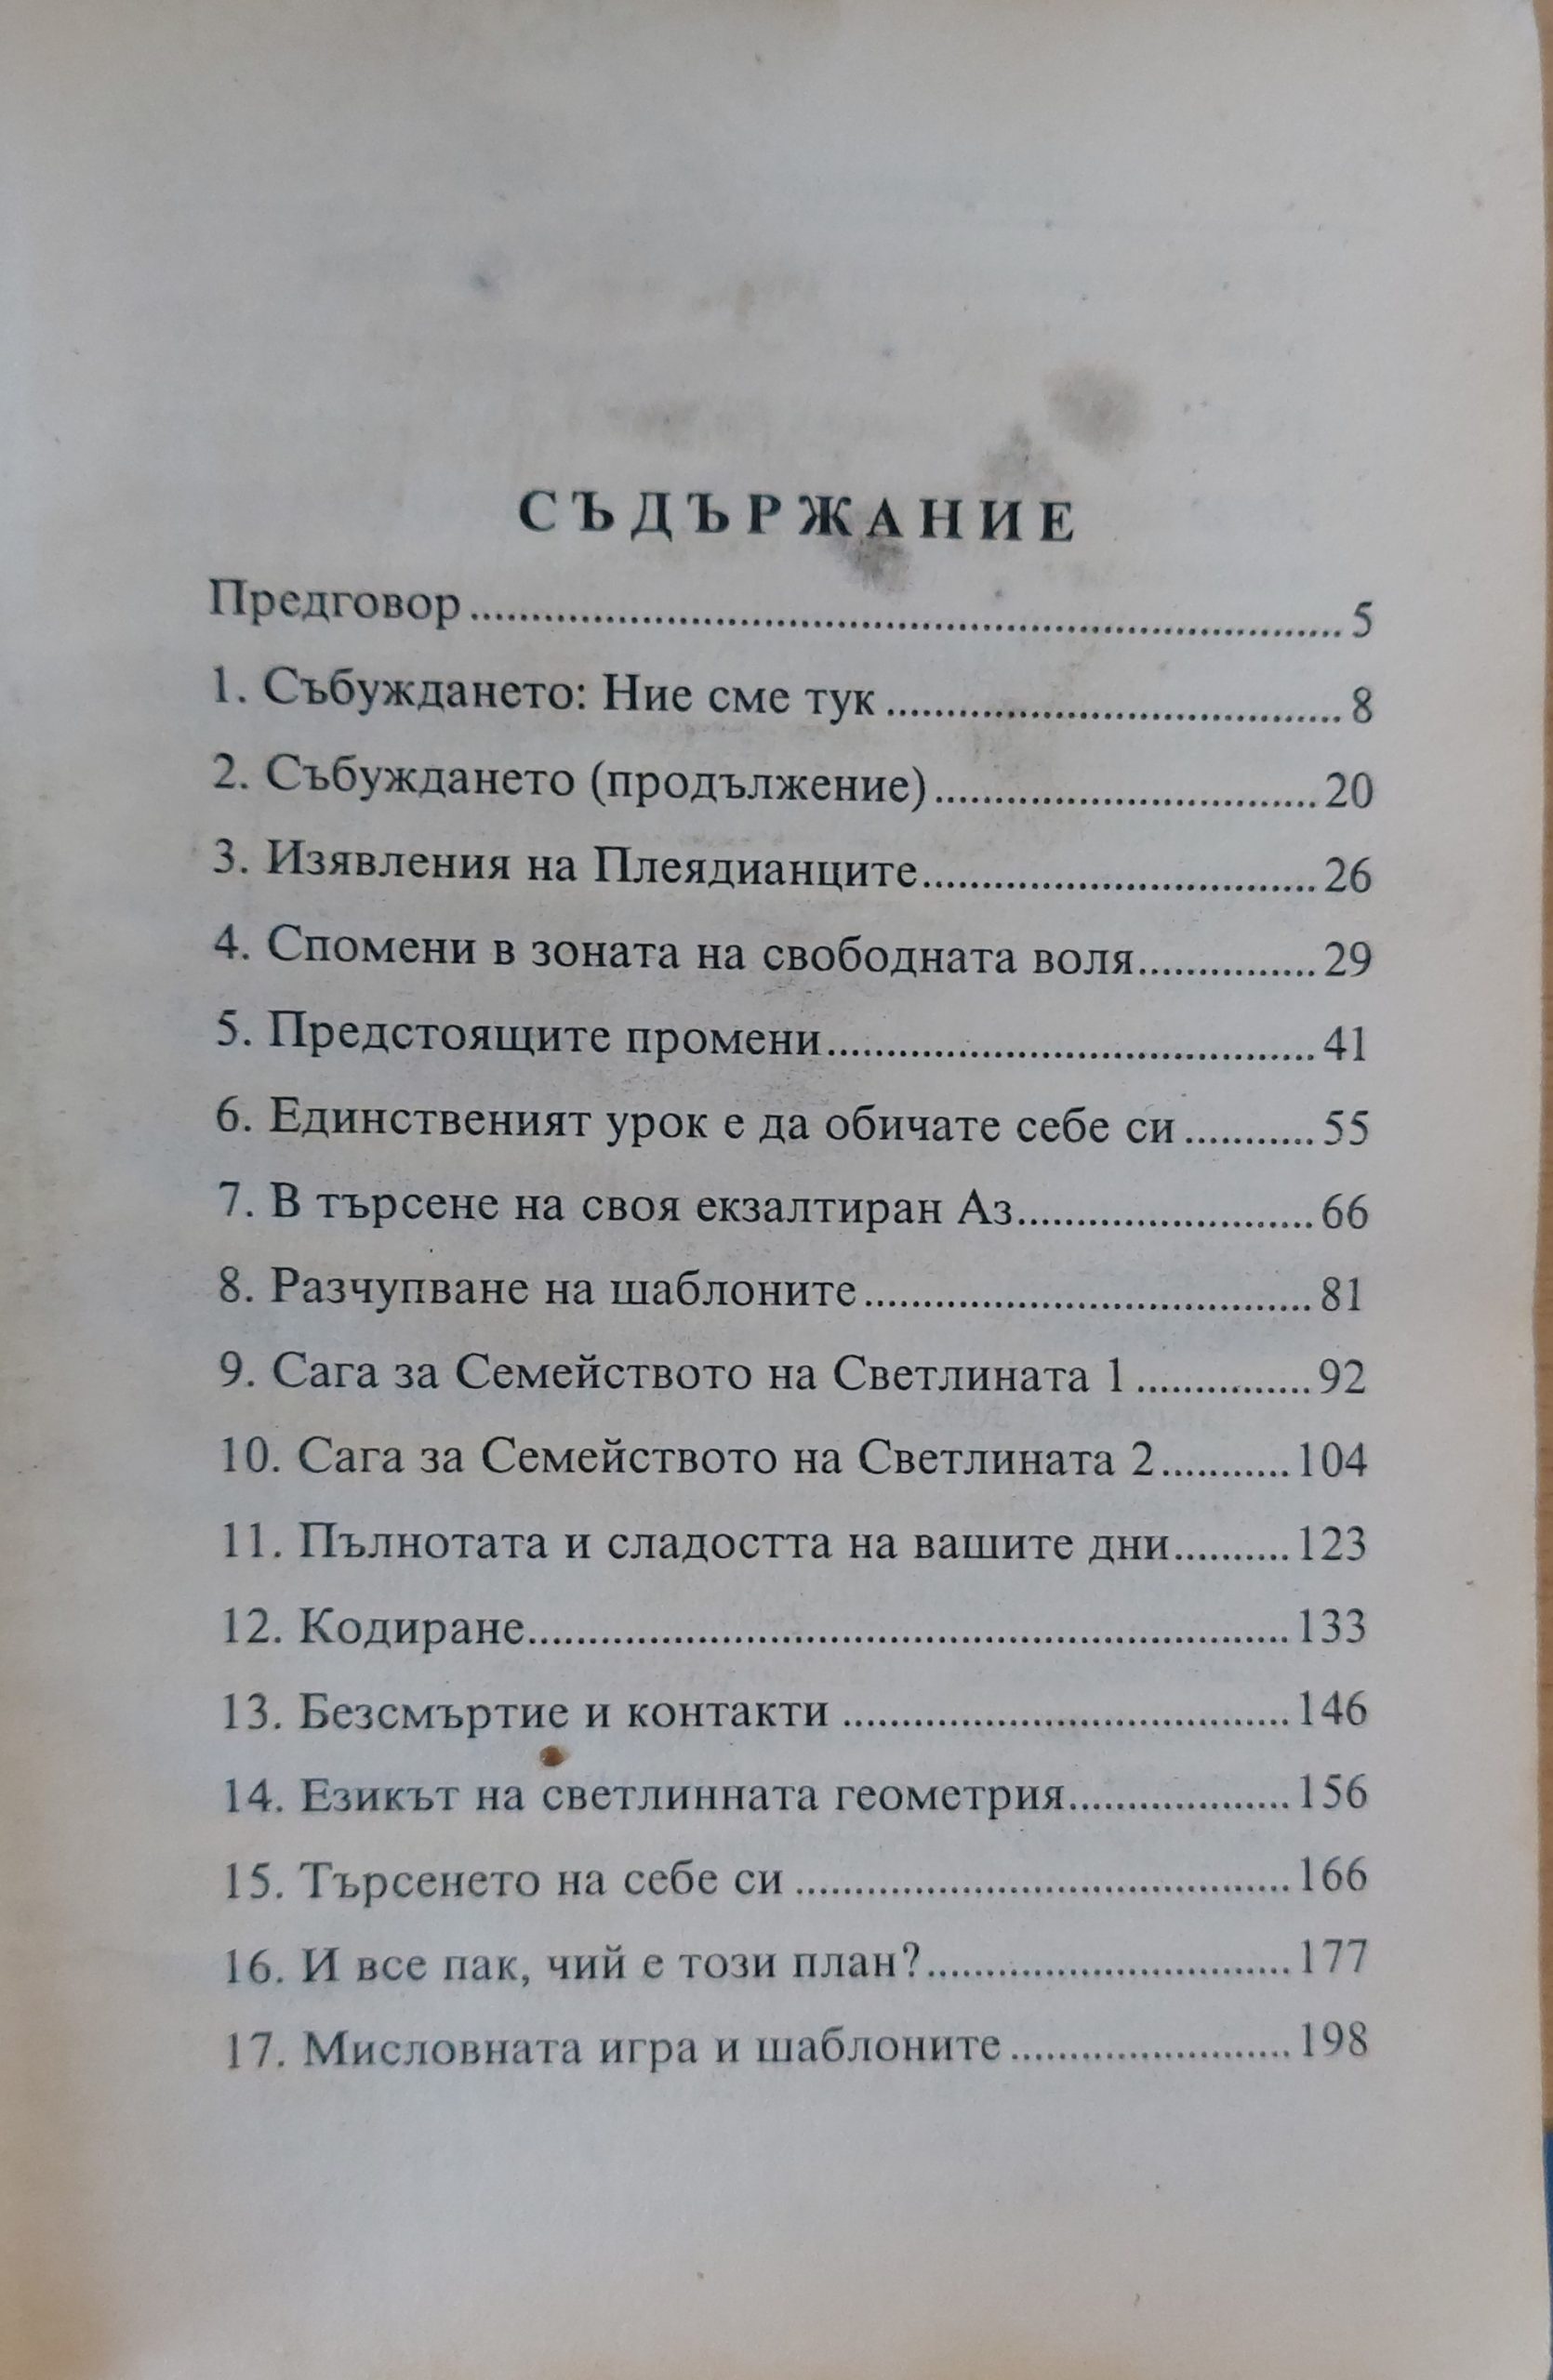 СЪДЪРЖАНИЕ
Предговор........................................................................ 5
1. Събуждането: Ние сме тук ...................................... 8
2. Събуждането (продължение)................................ 20
3. Изявления на Плеядианците................................. 26
4. Спомени в зоната на свободната воля............... 29
5. Предстоящите промени......................................... 41
6. Единственият урок е да обичате себе си ........... 55
7. В търсене на своя екзалтиран Аз......................... 66
8. Разчупване на шаблоните...................................... 81
9. Сага за Семейството на Светлината 1 ............... 92
10. Сага за Семейството на Светлината 2........... 104
11. Пълнотата и сладостта на вашите дни.......... 123
12. Кодиране................................................................ 133
13. Безсмъртие и контакти ...................................... 146
14. Езикът на светлинната геометрия................... 156
15. Търсенето на себе си .......................................... 166
16. И все пак, чий е този план?............................... 177
17. Мисловната игра и шаблоните ........................ 198